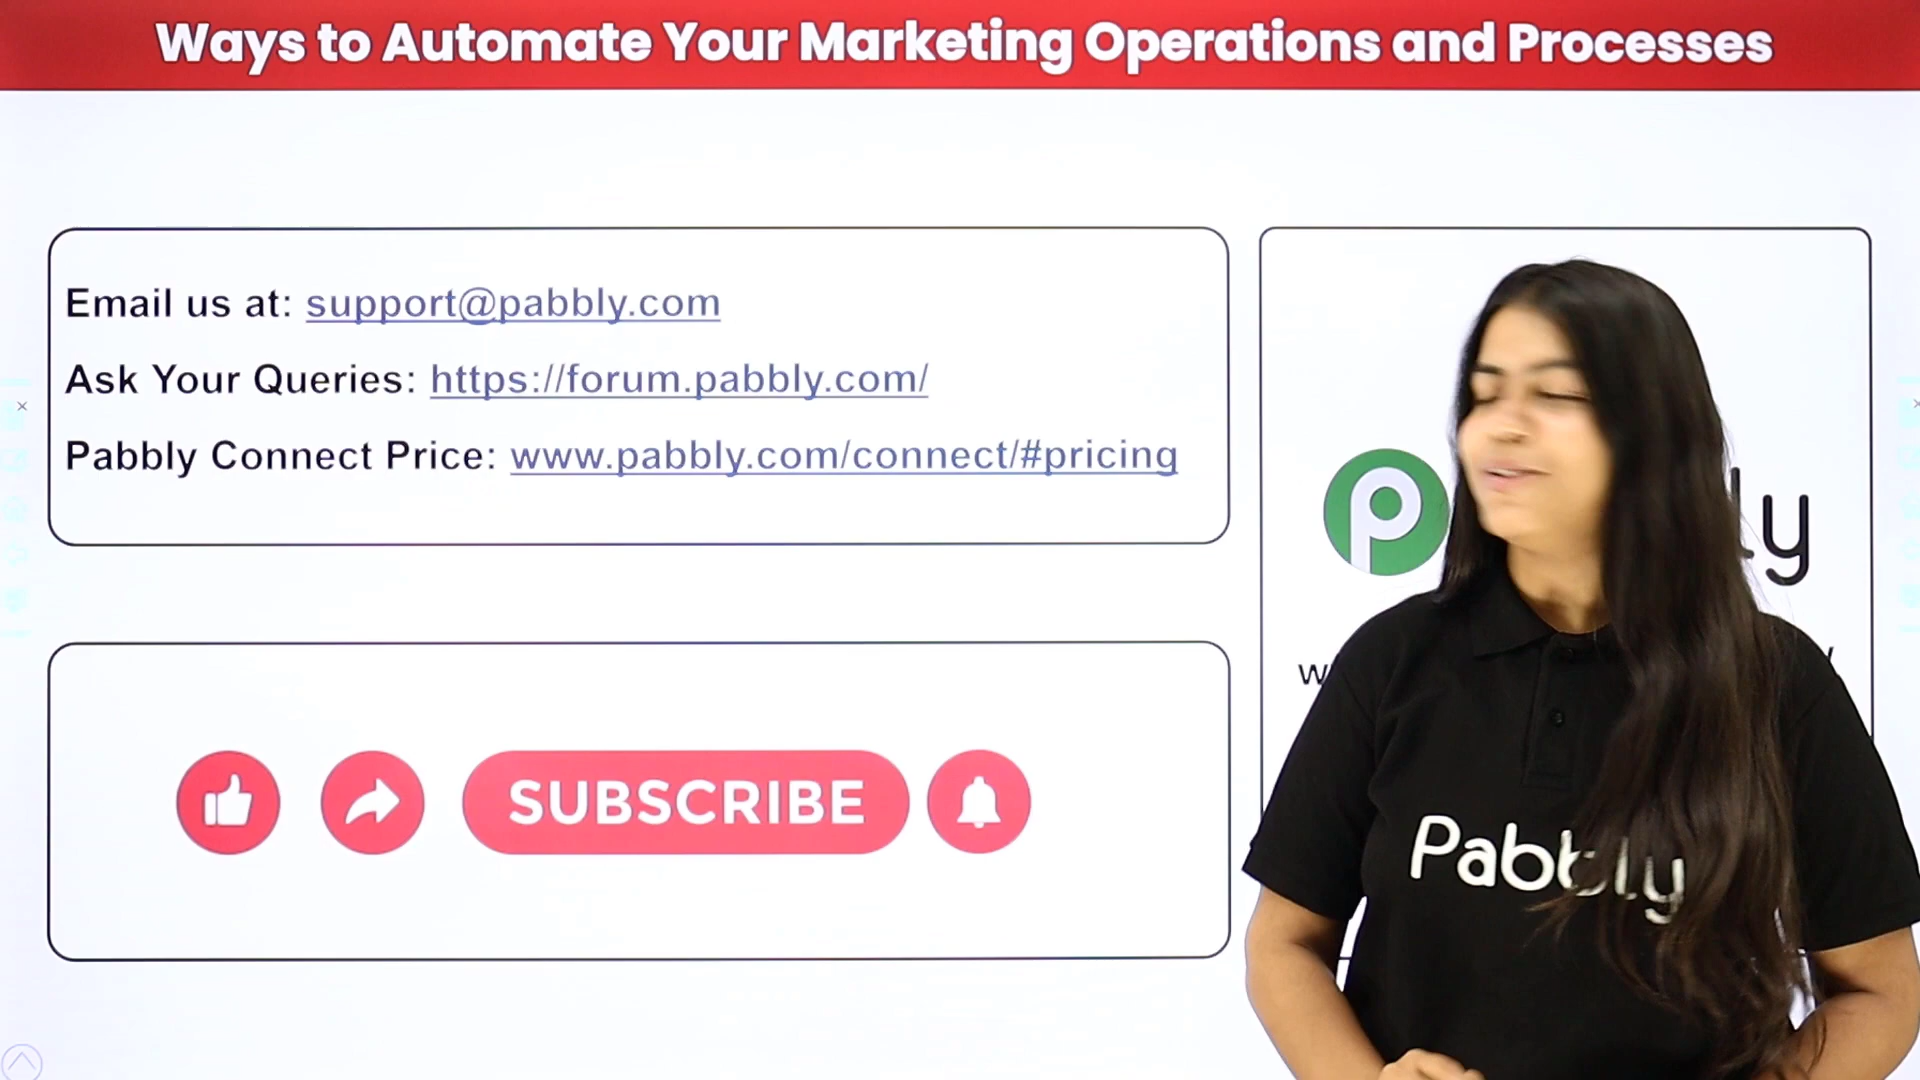 Ways to Automate Your Marketing Operations and Processes
Email us at: support@pabbly.com
Ask Your Queries: https://forum.pabbly.com/
Pabbly Connect Price: www.pabbly.com/connect/#pricing
SUBSCRIBE
Pabbly